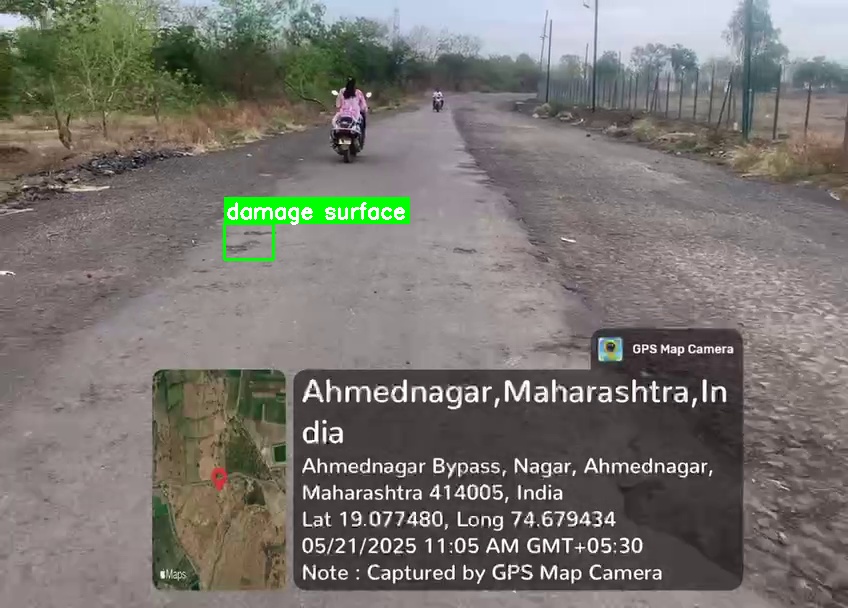 damage surface
GPS Map Camera
Ahmednagar,Maharashtra,In
dia
Ahmednagar Bypass, Nagar, Ahmednagar,
Maharashtra 414005, India
Lat 19.077480, Long 74.679434
05/21/2025 11:05 AM GMT+05:30
Note : Captured by GPS Map Camera
Maps